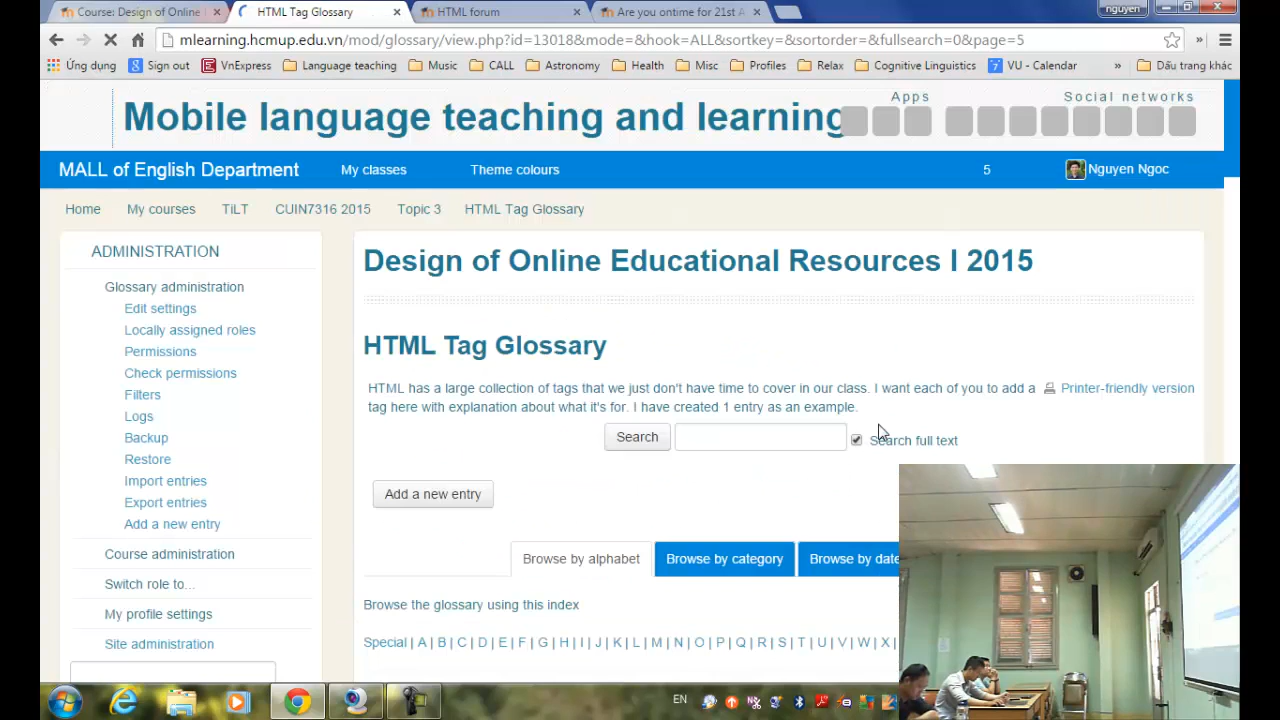 Course: Design of Online
HTML Tag Glossary
HTML forum
Are you ontime for 21st A
nguyen
mlearning.hcmup.edu.vn/mod/glossary/view.php?id=13018&mode=&hook=ALL&sortkey=&sortorder=&fullsearch=0&page=5
Ứng dụng Sign out VnExpress Language teaching Music CALL Astronomy Health Misc Profiles Relax Cognitive Linguistics 7 VU - Calendar » Dấu trang khác
Apps Social networks
Mobile language teaching and learning
MALL of English Department My classes Theme colours 5 Nguyen Ngoc
Home My courses TiLT CUIN7316 2015 Topic 3 HTML Tag Glossary
ADMINISTRATION
Glossary administration
Edit settings
Locally assigned roles
Permissions
Check permissions
Filters
Logs
Backup
Restore
Import entries
Export entries
Add a new entry
Course administration
Switch role to...
My profile settings
Site administration
Design of Online Educational Resources I 2015
HTML Tag Glossary
HTML has a large collection of tags that we just don't have time to cover in our class. I want each of you to add a
tag here with explanation about what it's for. I have created 1 entry as an example.
Printer-friendly version
Search Search full text
Add a new entry
Browse by alphabet Browse by category Browse by date
Browse the glossary using this index
Special | A | B | C | D | E | F | G | H | I | J | K | L | M | N | O | P | Q | R | S | T | U | V | W | X |
EN